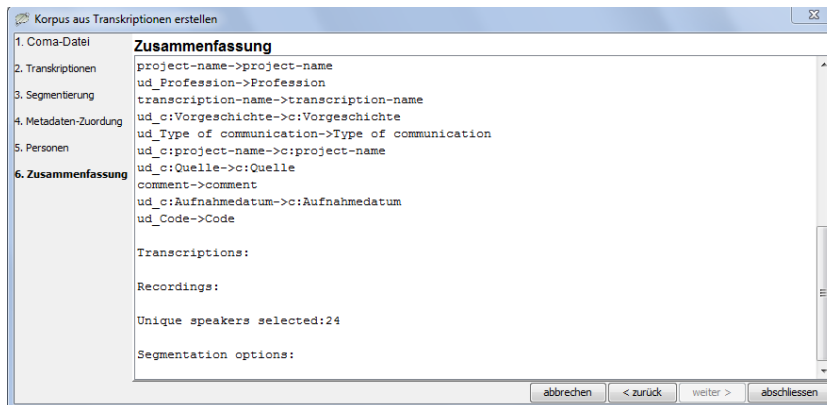 Korpus aus Transkriptionen erstellen
1. Coma-Datei
2. Transkriptionen
3. Segmentierung
4. Metadaten-Zuordung
5. Personen
6. Zusammenfassung
Zusammenfassung
project-name->project-name
ud_Profession->Profession
transcription-name->transcription-name
ud_c:Vorgeschichte->c:Vorgeschichte
ud_Type of communication->Type of communication
ud_c:project-name->c:project-name
ud_c:Quelle->c:Quelle
comment->comment
ud_c:Aufnahmedatum->c:Aufnahmedatum
ud_Code->Code
Transcriptions:
Recordings:
Unique speakers selected:24
Segmentation options:
abbrechen
< zurück
weiter >
abschliessen